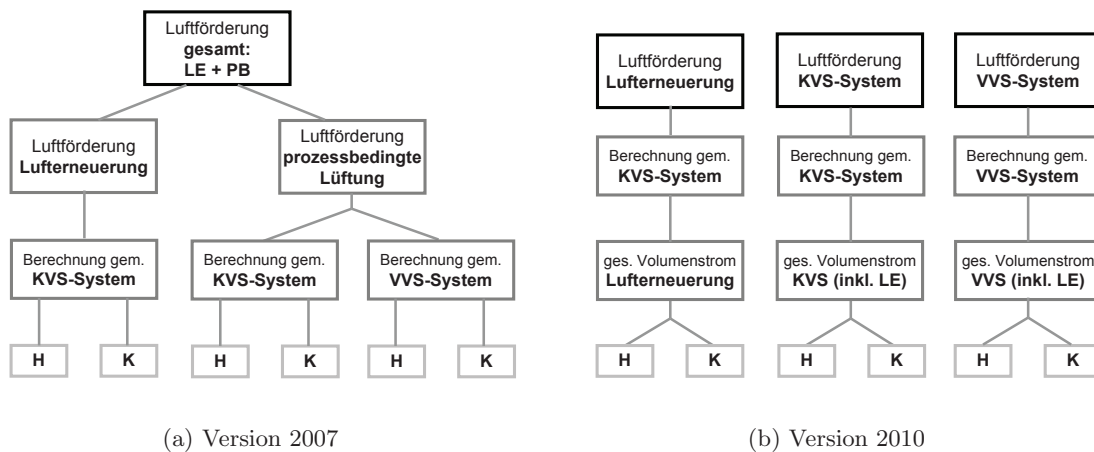 Luftförderung
gesamt:
LE + PB
Luftförderung
Lufterneuerung
Luftförderung
prozessbedingte
Lüftung
Berechnung gem.
KVS-System
Berechnung gem.
KVS-System
Berechnung gem.
VVS-System
H
K
H
K
H
K
(a) Version 2007
Luftförderung
Lufterneuerung
Luftförderung
KVS-System
Luftförderung
VVS-System
Berechnung gem.
KVS-System
Berechnung gem.
KVS-System
Berechnung gem.
VVS-System
ges. Volumenstrom
Lufterneuerung
ges. Volumenstrom
KVS (inkl. LE)
ges. Volumenstrom
VVS (inkl. LE)
H
K
H
K
H
K
(b) Version 2010